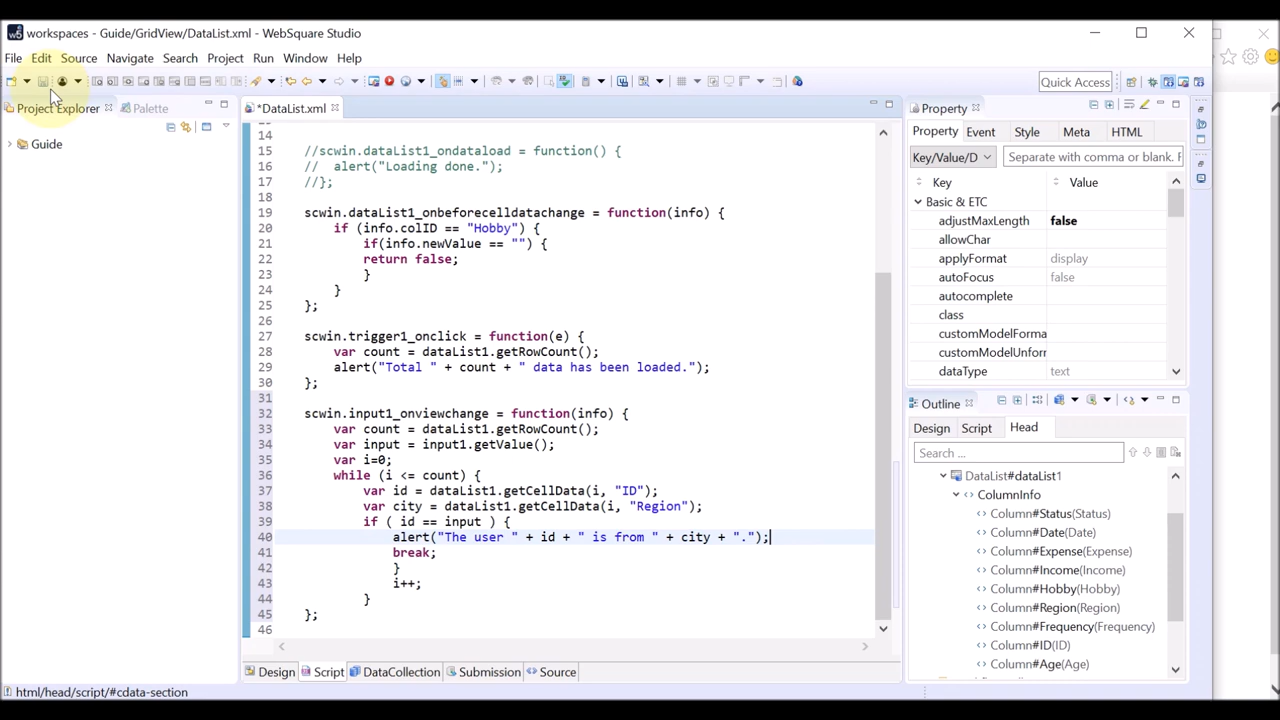 workspaces - Guide/GridView/DataList.xml - WebSquare Studio
File Edit Source Navigate Search Project Run Window Help
Quick Access
Project Explorer
Palette
Guide
*DataList.xml
14
15 //scwin.dataList1_ondataload = function() {
16 // alert("Loading done.");
17 //};
18
19 scwin.dataList1_onbeforecelldatachange = function(info) {
20 if (info.colID == "Hobby") {
21 if(info.newValue == "") {
22 return false;
23 }
24 }
25 };
26
27 scwin.trigger1_onclick = function(e) {
28 var count = dataList1.getRowCount();
29 alert("Total " + count + " data has been loaded.");
30 };
31
32 scwin.input1_onviewchange = function(info) {
33 var count = dataList1.getRowCount();
34 var input = input1.getValue();
35 var i=0;
36 while (i <= count) {
37 var id = dataList1.getCellData(i, "ID");
38 var city = dataList1.getCellData(i, "Region");
39 if ( id == input ) {
40 alert("The user " + id + " is from " + city + ".");
41 break;
42 }
43 i++;
44 }
45 };
46
Design Script DataCollection Submission Source
html/head/script/#cdata-section
Property
Property Event Style Meta HTML
Key/Value/D Separate with comma or blank. F
Key Value
Basic & ETC
adjustMaxLength false
allowChar
applyFormat display
autoFocus false
autocomplete
class
customModelForma
customModelUnforr
dataType text
Outline
Design Script Head
Search ...
DataList#dataList1
ColumnInfo
Column#Status(Status)
Column#Date(Date)
Column#Expense(Expense)
Column#Income(Income)
Column#Hobby(Hobby)
Column#Region(Region)
Column#Frequency(Frequency)
Column#ID(ID)
Column#Age(Age)